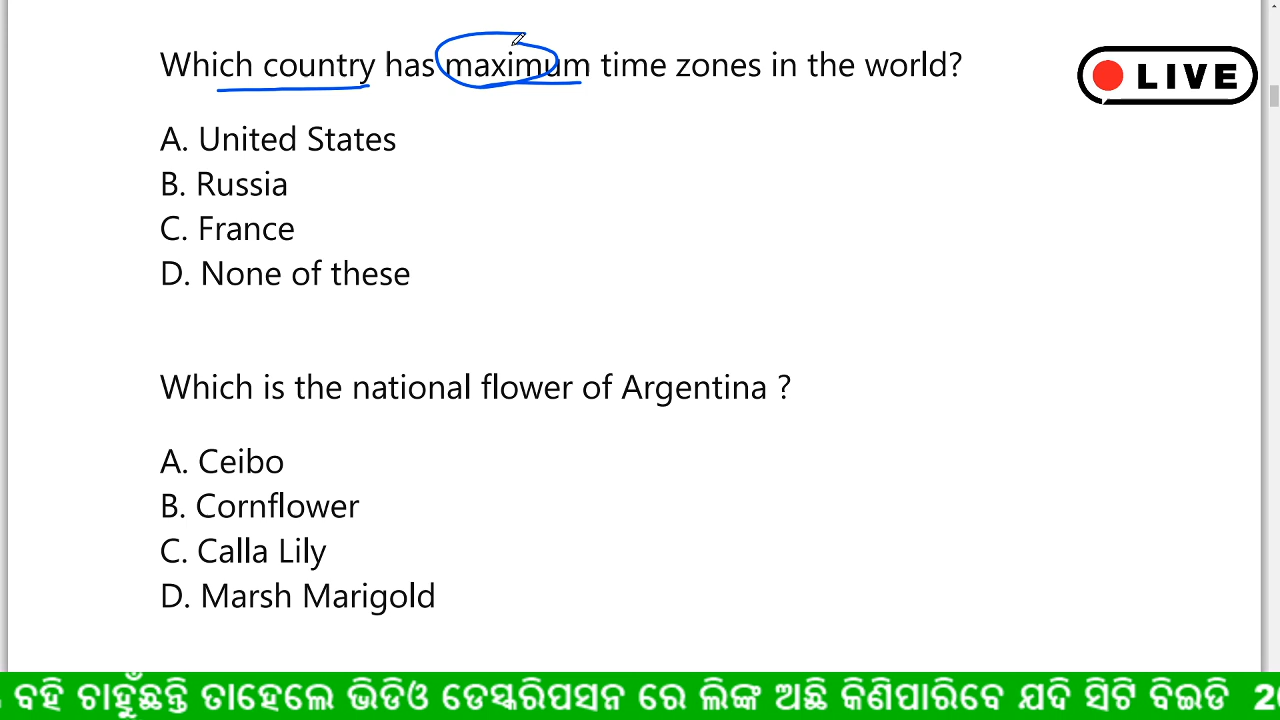 Which country has maximum time zones in the world?
LIVE
A. United States
B. Russia
C. France
D. None of these
Which is the national flower of Argentina ?
A. Ceibo
B. Cornflower
C. Calla Lily
D. Marsh Marigold
ବହି ଚାହୁଁଛନ୍ତି ତାହେଲେ ଭିଡିଓ ଡେସ୍କରିପସନ ରେ ଲିଙ୍କ ଅଛି କିଣିପାରିବେ ଯଦି ସିଟି ବିଇଡି